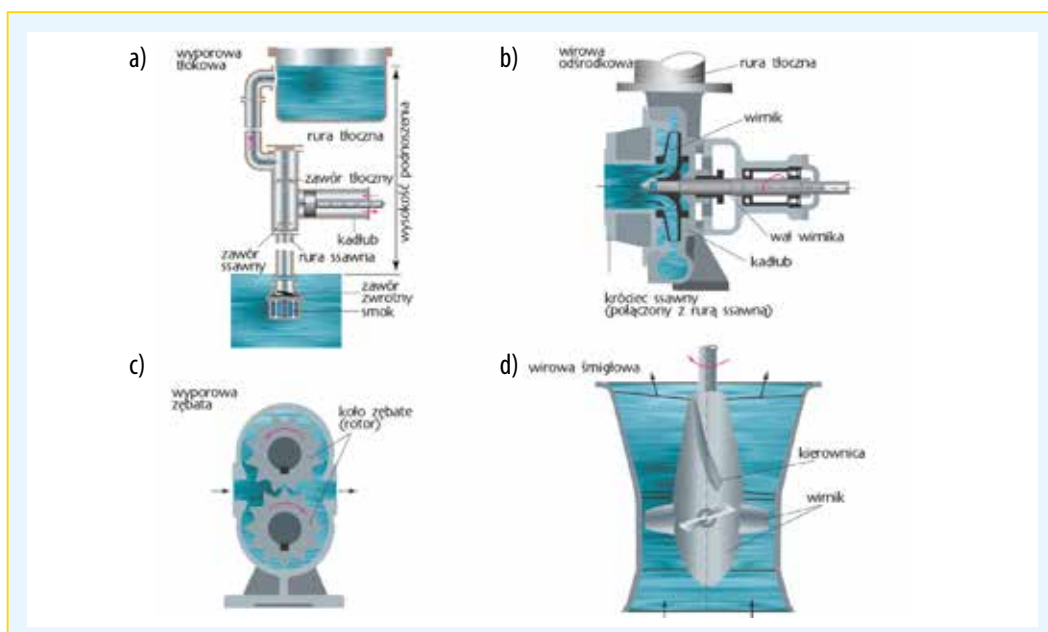 a)
wyporowa
tłokowa
rura tłoczna
zawór tłoczny
wysokość podnoszenia
kadłub
zawór
ssawny
rura ssawna
zawór
zwrotny
smok
b)
wirowa
odśrodkowa
rura tłoczna
wirnik
wał wirnika
kadłub
króciec ssawny
(połączony z rurą ssawną)
c)
wyporowa
zębata
koło zębate
(rotor)
d)
wirowa śmigłowa
kierownica
wirnik